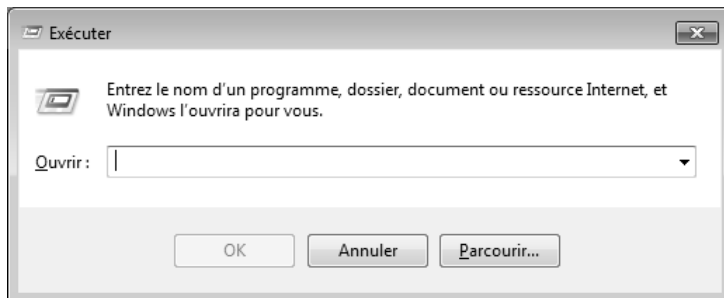 Exécuter
Entrez le nom d'un programme, dossier, document ou ressource Internet, et
Windows l'ouvrira pour vous.
Ouvrir :
OK
Annuler
Parcourir...